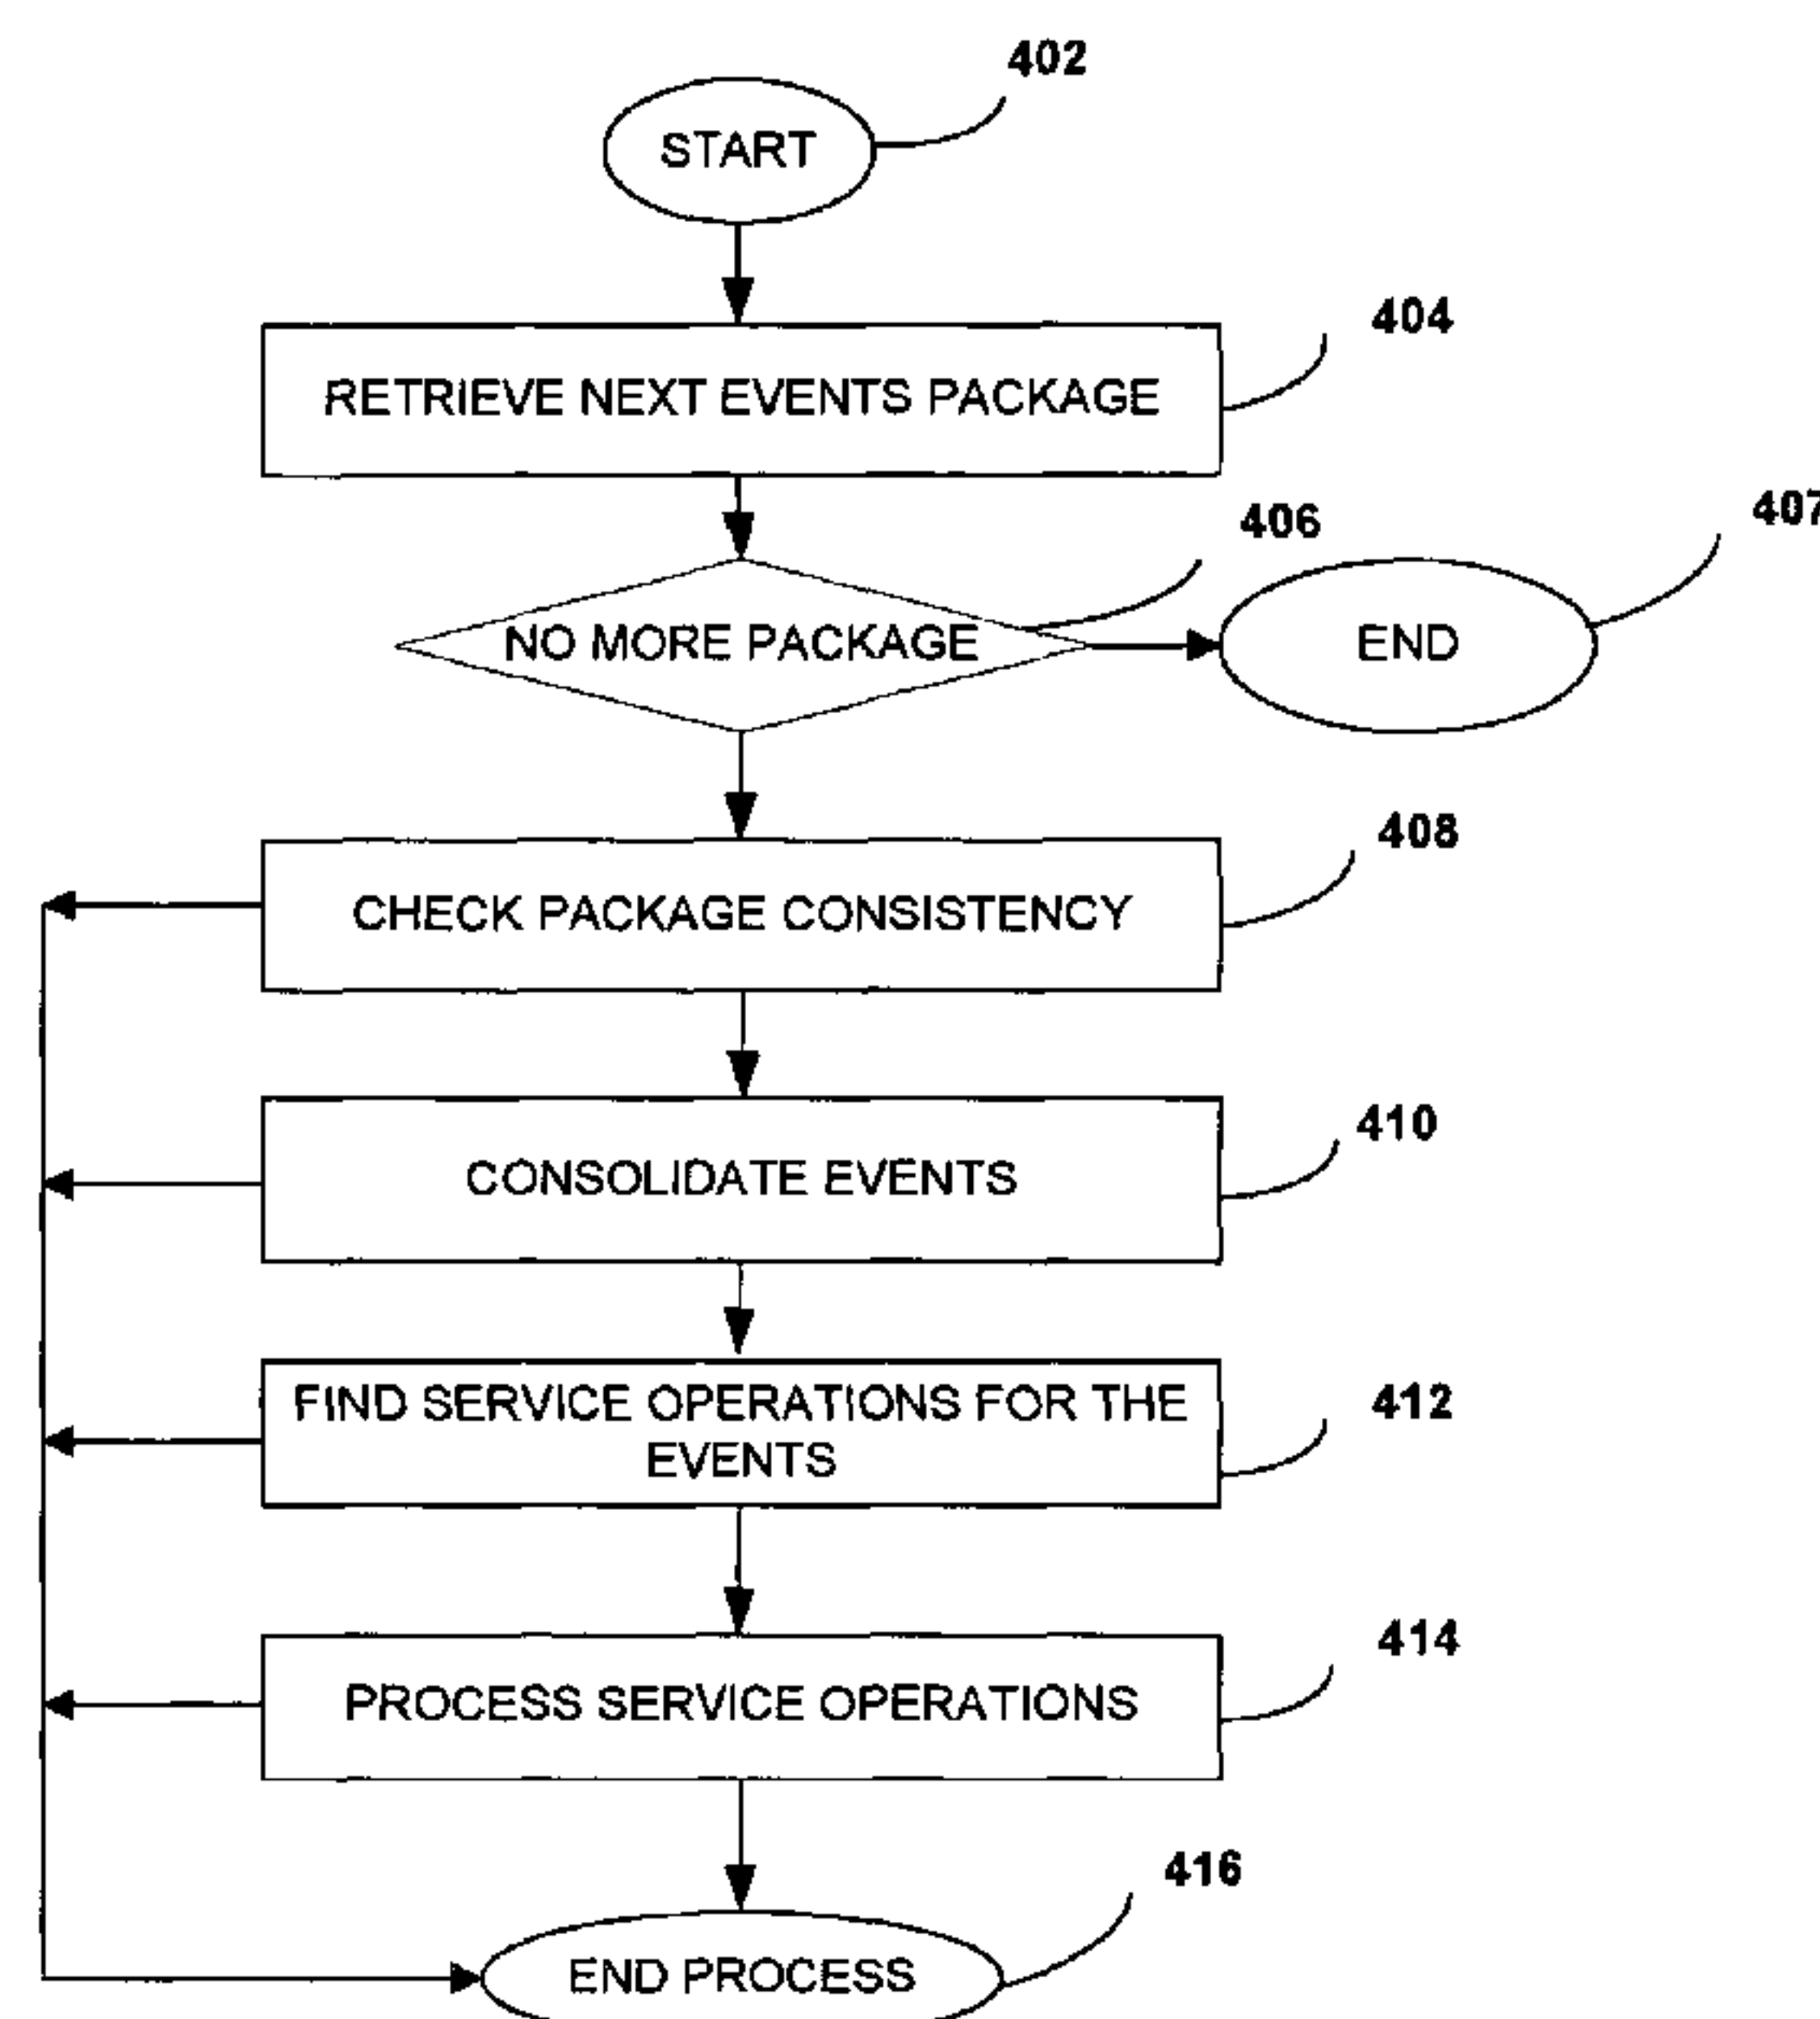 402
START
404
RETRIEVE NEXT EVENTS PACKAGE
406
407
NO MORE PACKAGE
END
408
CHECK PACKAGE CONSISTENCY
410
CONSOLIDATE EVENTS
412
FIND SERVICE OPERATIONS FOR THE
EVENTS
414
PROCESS SERVICE OPERATIONS
416
END PROCESS